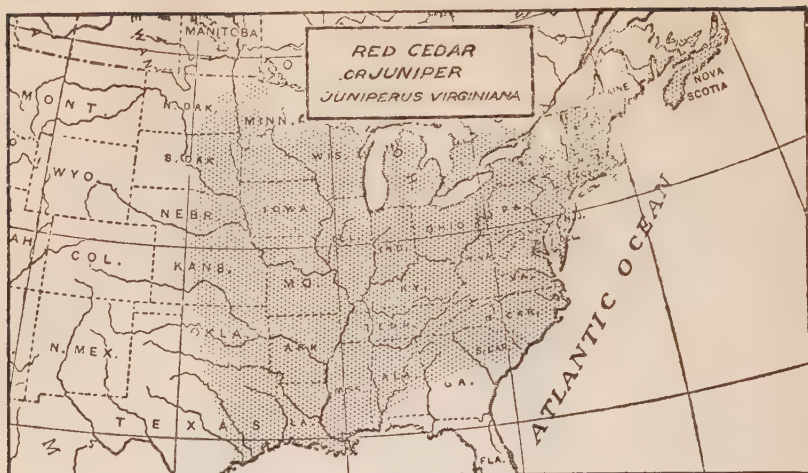 MANITOBA
RED CEDAR
OR JUNIPER
JUNIPERUS VIRGINIANA
NOVA
SCOTIA
MONT.
N. DAK
MINN.
S. DAK
WIS.
WYO.
NEBR.
IOWA
OHIO
PA.
COL.
KANS.
MO.
IND.
KY.
OKLA.
ARK.
N. CAR.
S. CAR.
N. MEX.
ALA.
GA.
TEXAS
LA.
FLA.
ATLANTIC OCEAN